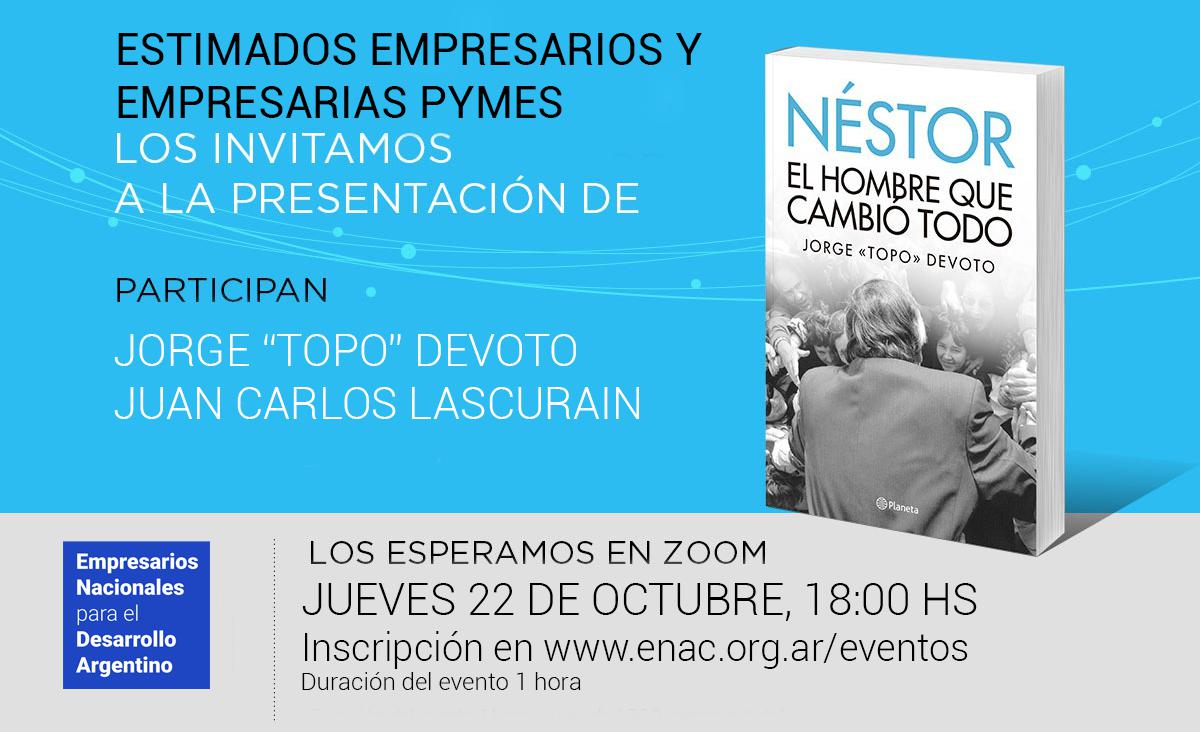 ESTIMADOS EMPRESARIOS Y
EMPRESARIAS PYMES
LOS INVITAMOS
A LA PRESENTACIÓN DE
PARTICIPAN
JORGE “TOPO” DEVOTO
JUAN CARLOS LASCURAIN
NÉSTOR
EL HOMBRE QUE
CAMBIÓ TODO
JORGE «TOPO» DEVOTO
Planeta
Empresarios
Nacionales
para el
Desarrollo
Argentino
LOS ESPERAMOS EN ZOOM
JUEVES 22 DE OCTUBRE, 18:00 HS
Inscripción en www.enac.org.ar/eventos
Duración del evento 1 hora